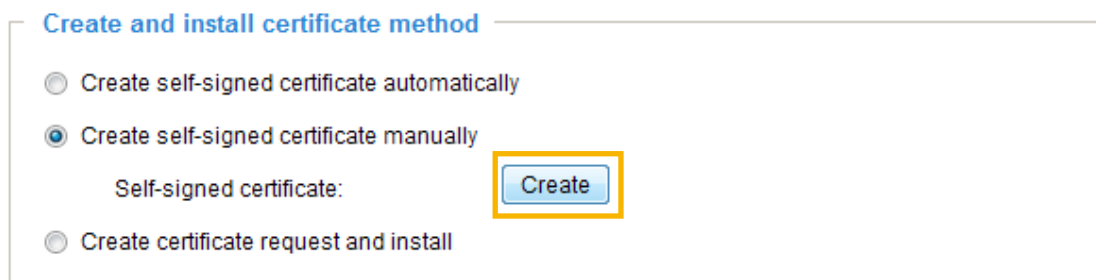 Create and install certificate method
Create self-signed certificate automatically
Create self-signed certificate manually
Self-signed certificate: Create
Create certificate request and install